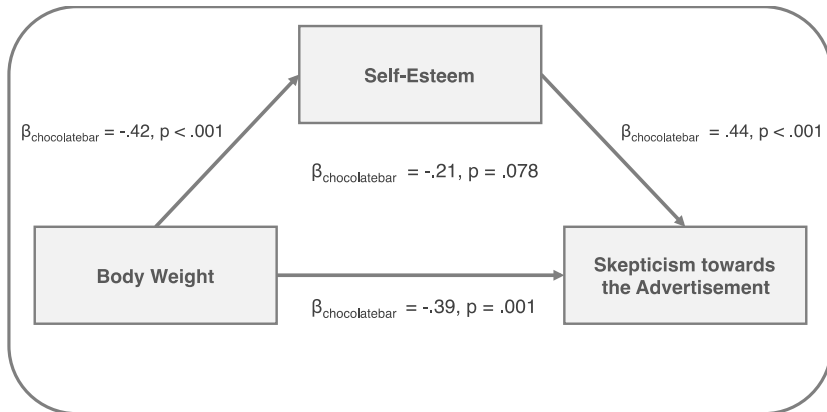 Self-Esteem
βchocolatebar = -.42, p < .001
βchocolatebar = .44, p < .001
βchocolatebar = -.21, p = .078
Body Weight
Skepticism towards
the Advertisement
βchocolatebar = -.39, p = .001